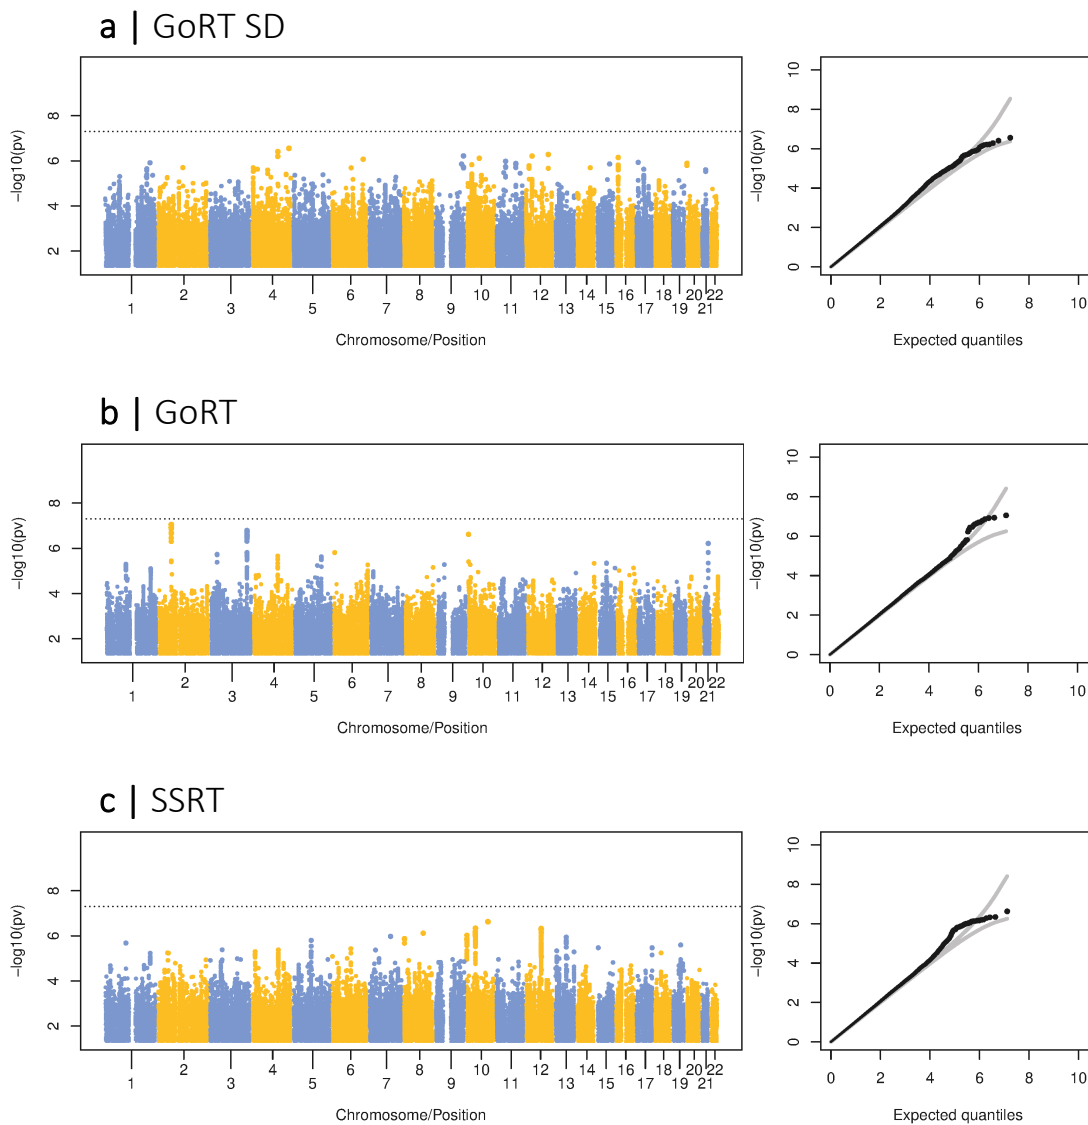 a | GoRT SD
8
6
4
2
−log10(pv)
1 2 3 4 5 6 7 8 9 10 11 12 13 14 15 16 17 18 19 20 21 22
Chromosome/Position
10
8
6
4
2
0
−log10(pv)
0 2 4 6 8 10
Expected quantiles
b | GoRT
8
6
4
2
−log10(pv)
1 2 3 4 5 6 7 8 9 10 11 12 13 14 15 16 17 18 19 20 21 22
Chromosome/Position
10
8
6
4
2
0
−log10(pv)
0 2 4 6 8 10
Expected quantiles
c | SSRT
8
6
4
2
−log10(pv)
1 2 3 4 5 6 7 8 9 10 11 12 13 14 15 16 17 18 19 20 21 22
Chromosome/Position
10
8
6
4
2
0
−log10(pv)
0 2 4 6 8 10
Expected quantiles